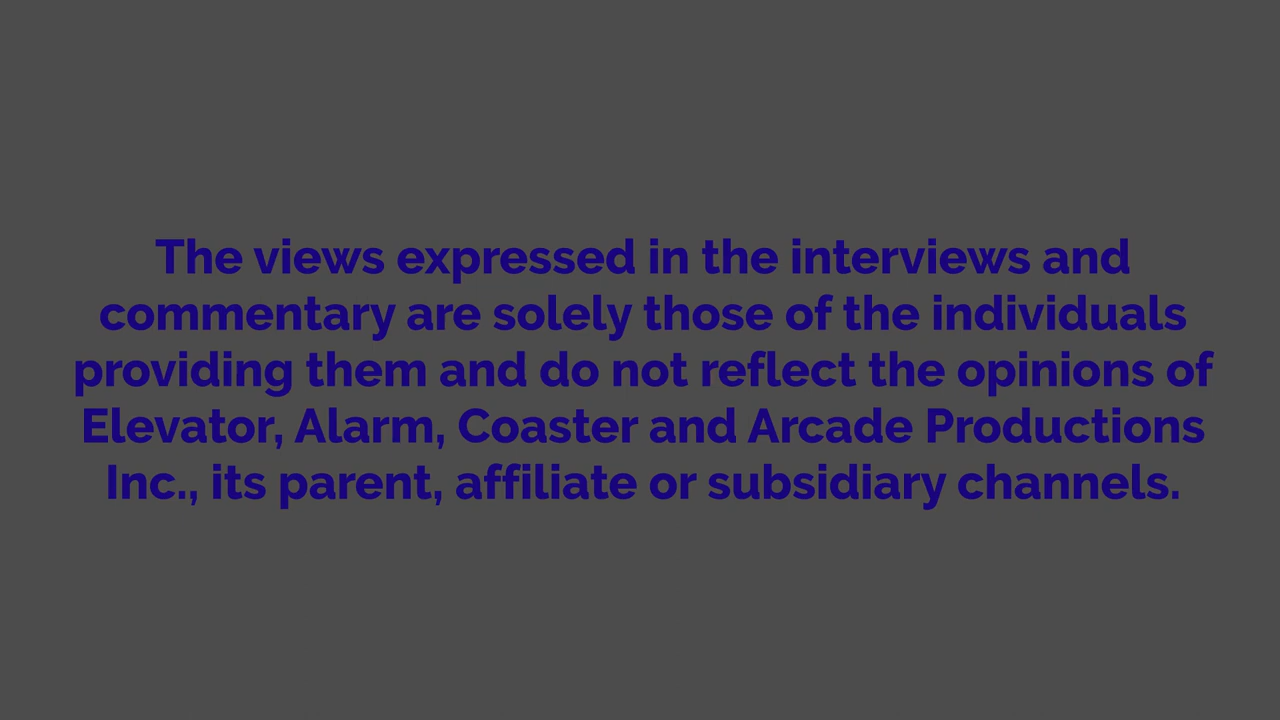 The views expressed in the interviews and
commentary are solely those of the individuals
providing them and do not reflect the opinions of
Elevator, Alarm, Coaster and Arcade Productions
Inc., its parent, affiliate or subsidiary channels.